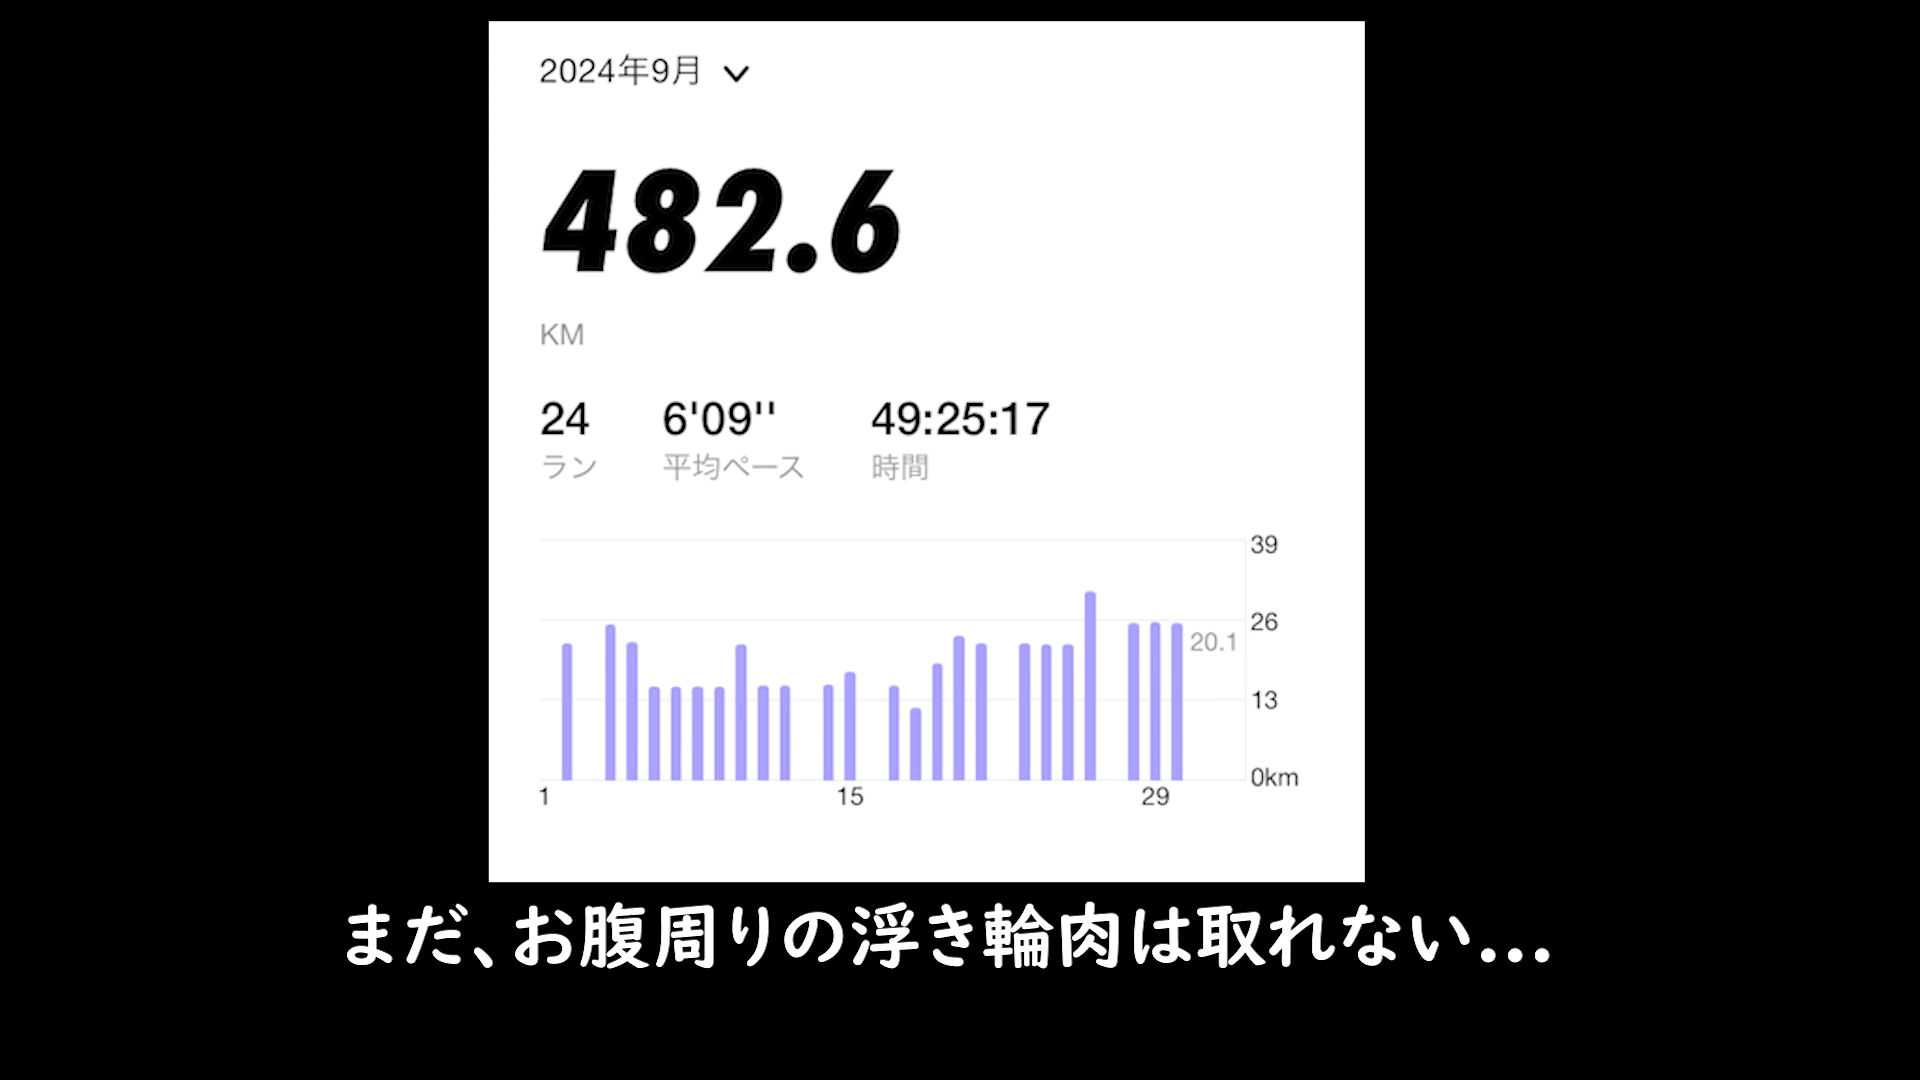 2024年9月
482.6
KM
24 6'09'' 49:25:17
ラン 平均ペース 時間
39
26
20.1
13
0km
1 15 29
まだ、お腹周りの浮き輪肉は取れない...